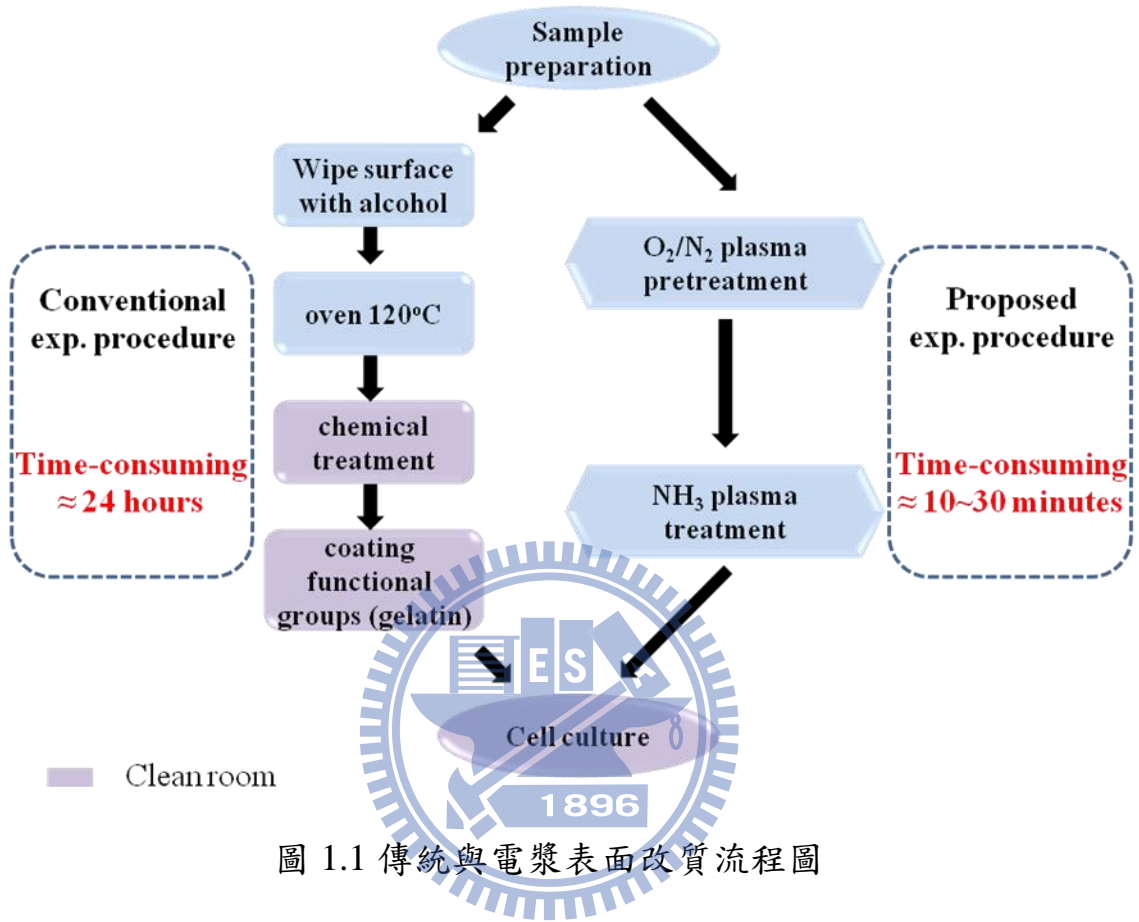 Sample
preparation
Wipe surface
with alcohol
oven 120°C
chemical
treatment
coating
functional
groups (gelatin)
O₂/N₂ plasma
pretreatment
NH₃ plasma
treatment
Conventional
exp. procedure
Time-consuming
≈ 24 hours
Proposed
exp. procedure
Time-consuming
≈ 10~30 minutes
Cell culture
ES
1896
Clean room
圖 1.1 傳統與電漿表面改質流程圖